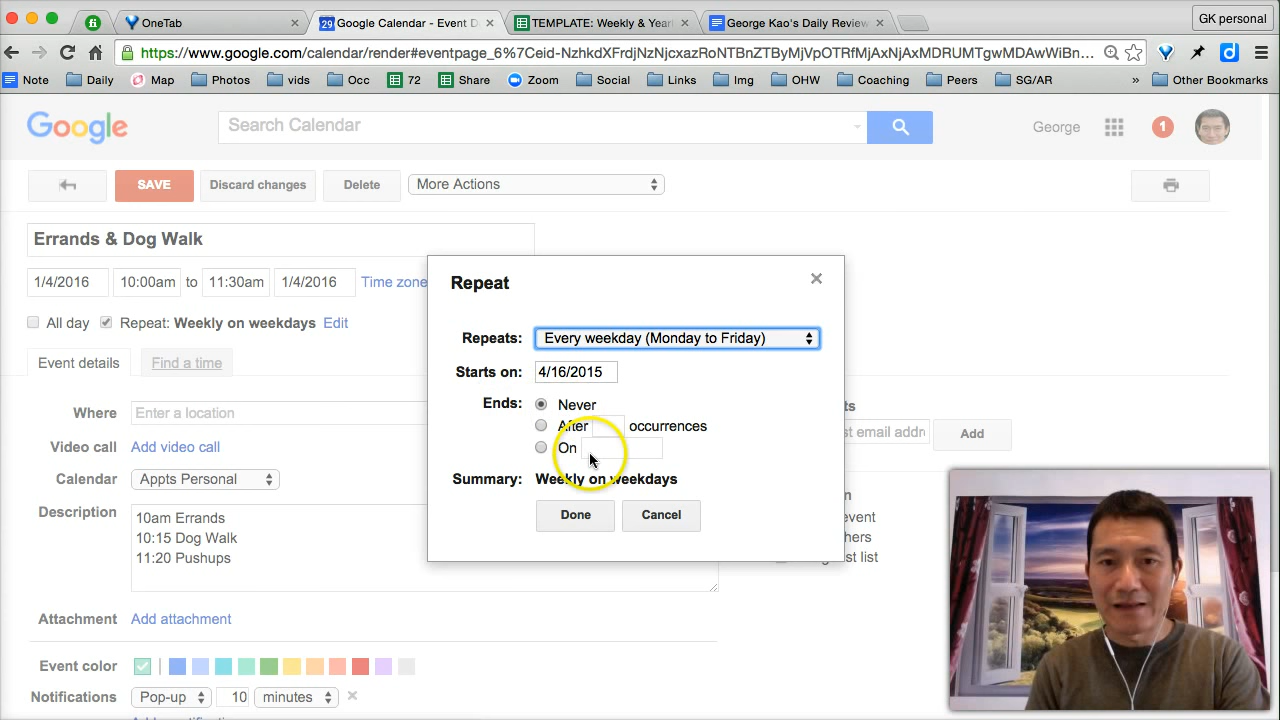 OneTab
29 Google Calendar - Event D
TEMPLATE: Weekly & Year
George Kao's Daily Review
GK personal
https://www.google.com/calendar/render#eventpage_6%7Ceid-NzhkdXFrdjNzNjcxazRoNTBnZTByMjVpOTRfMjAxNjAxMDRUMTgwMDAwWiBn...
Note Daily Map Photos vids Occ 72 Share Zoom Social Links Img OHW Coaching Peers SG/AR » Other Bookmarks
Google
Search Calendar
George
1
SAVE
Discard changes
Delete
More Actions
Errands & Dog Walk
1/4/2016 10:00am to 11:30am 1/4/2016 Time zone
All day Repeat: Weekly on weekdays Edit
Event details Find a time
Where Enter a location
Video call Add video call
Calendar Appts Personal
Description 10am Errands
10:15 Dog Walk
11:20 Pushups
Attachment Add attachment
Event color
Notifications Pop-up 10 minutes
Repeat
Repeats: Every weekday (Monday to Friday)
Starts on: 4/16/2015
Ends: Never
After occurrences
On
Summary: Weekly on weekdays
Done Cancel
Add